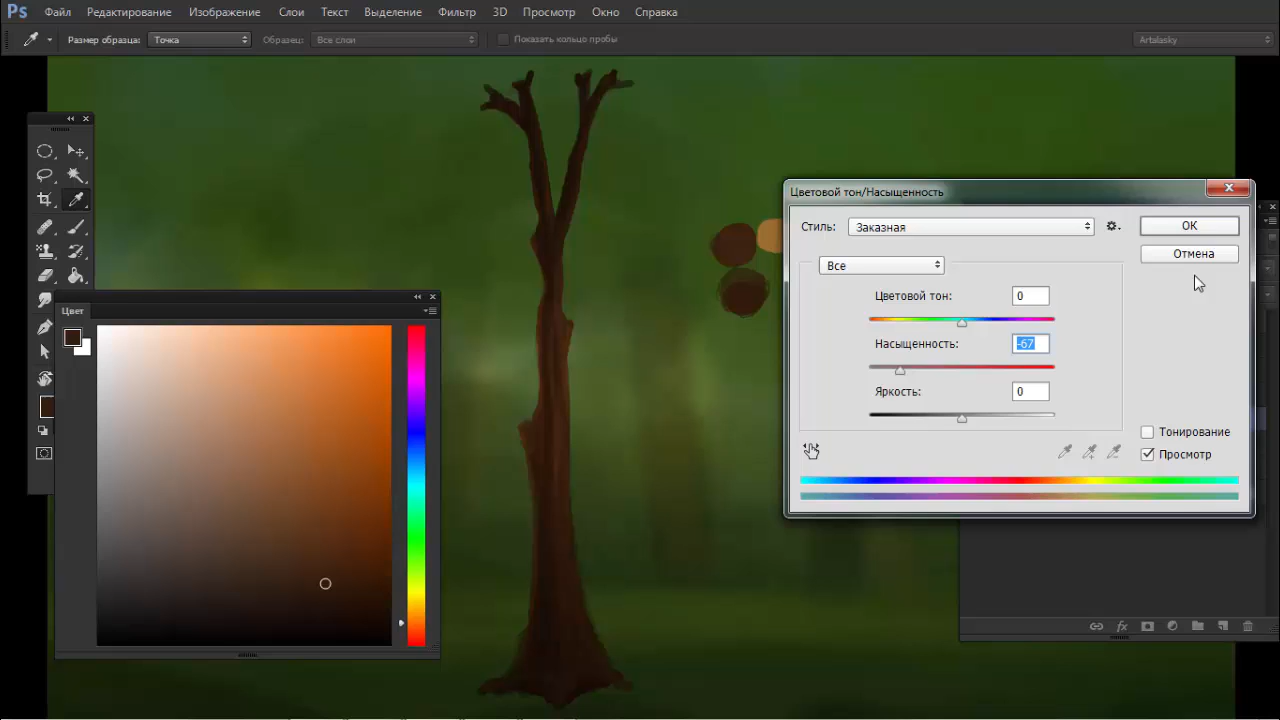 Ps Файл Редактирование Изображение Слои Текст Выделение Фильтр 3D Просмотр Окно Справка
Размер образца: Точка Образец: Все слои Показать кольцо пробы Artalasky
Цветовой тон/Насыщенность
Стиль: Заказная OK
Все Отмена
Цветовой тон: 0
Насыщенность: -67
Яркость: 0
Тонирование
Просмотр
Цвет
fx